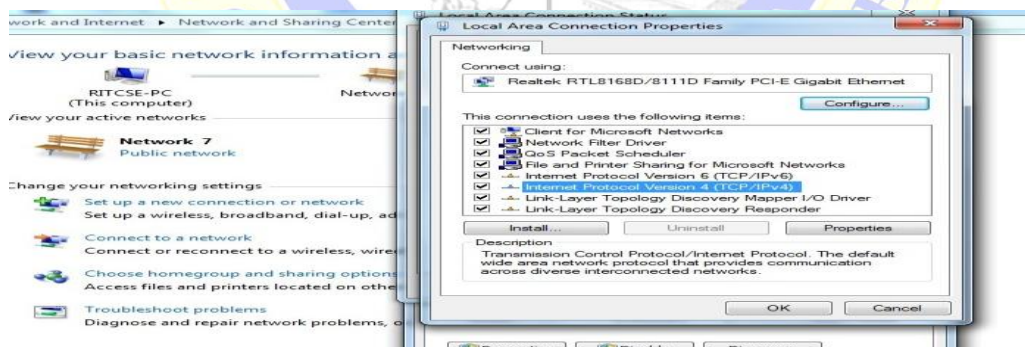 work and Internet ▸ Network and Sharing Center
View your basic network information a
RITCSE-PC
(This computer)
Networ
View your active networks
Network 7
Public network
Change your networking settings
Set up a new connection or network
Set up a wireless, broadband, dial-up, ad
Connect to a network
Connect or reconnect to a wireless, wire
Choose homegroup and sharing options
Access files and printers located on othe
Troubleshoot problems
Diagnose and repair network problems, o
Local Area Connection Status
Local Area Connection Properties
Networking
Connect using:
Realtek RTL8168D/8111D Family PCI-E Gigabit Ethernet
Configure...
This connection uses the following items:
Client for Microsoft Networks
Network Filter Driver
QoS Packet Scheduler
File and Printer Sharing for Microsoft Networks
Internet Protocol Version 6 (TCP/IPv6)
Internet Protocol Version 4 (TCP/IPv4)
Link-Layer Topology Discovery Mapper I/O Driver
Link-Layer Topology Discovery Responder
Install...
Uninstall
Properties
Description
Transmission Control Protocol/Internet Protocol. The default
wide area network protocol that provides communication
across diverse interconnected networks.
OK
Cancel